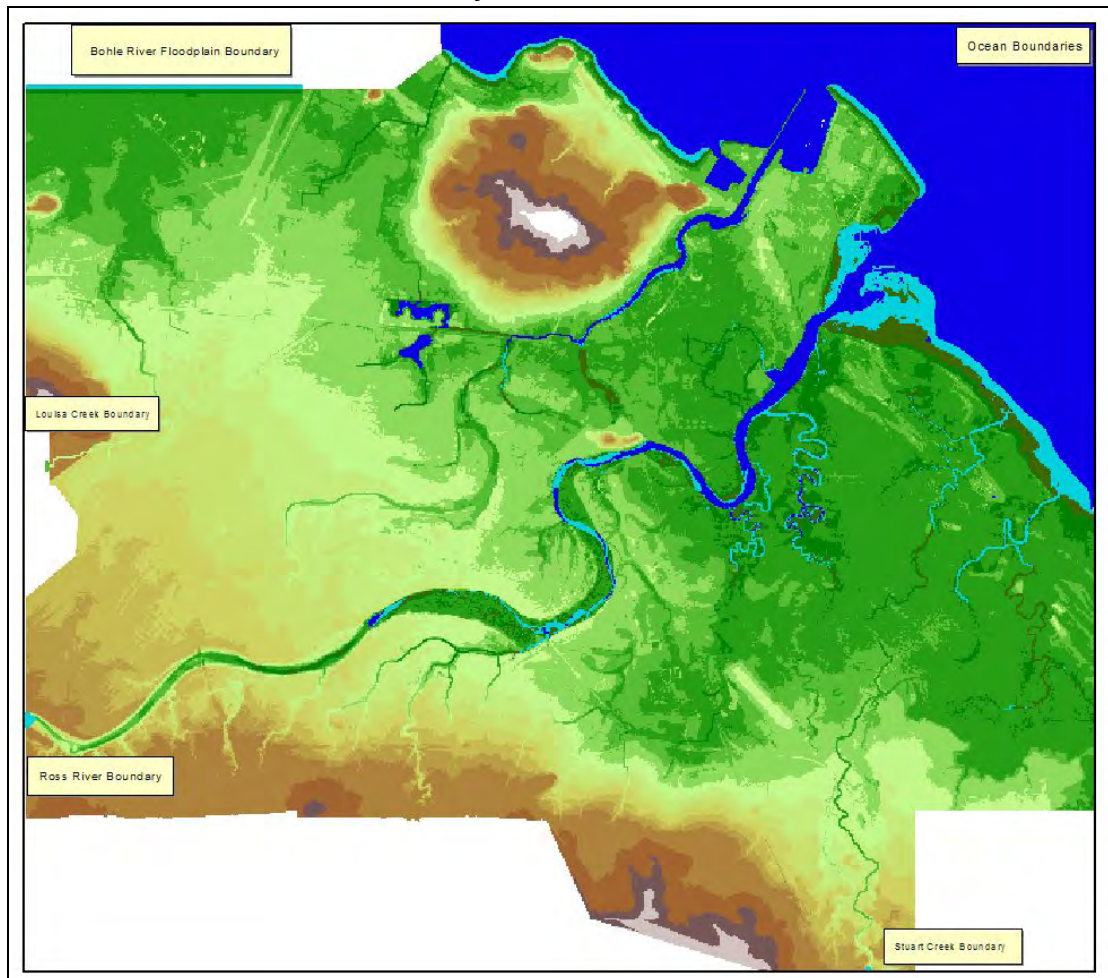 Bohle River Floodplain Boundary
Ocean Boundaries
Louisa Creek Boundary
Ross River Boundary
Stuart Creek Boundary